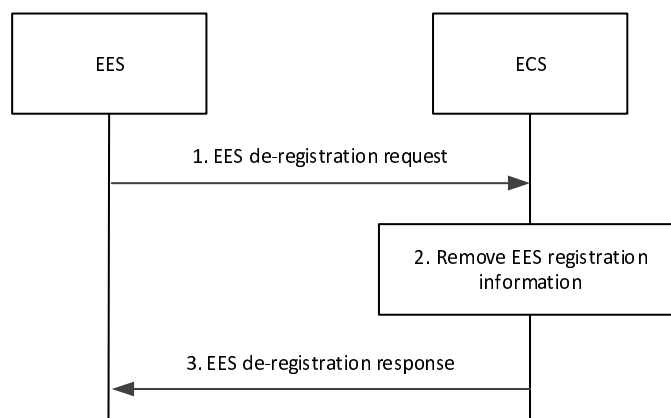 EES
ECS
1. EES de-registration request
2. Remove EES registration
information
3. EES de-registration response